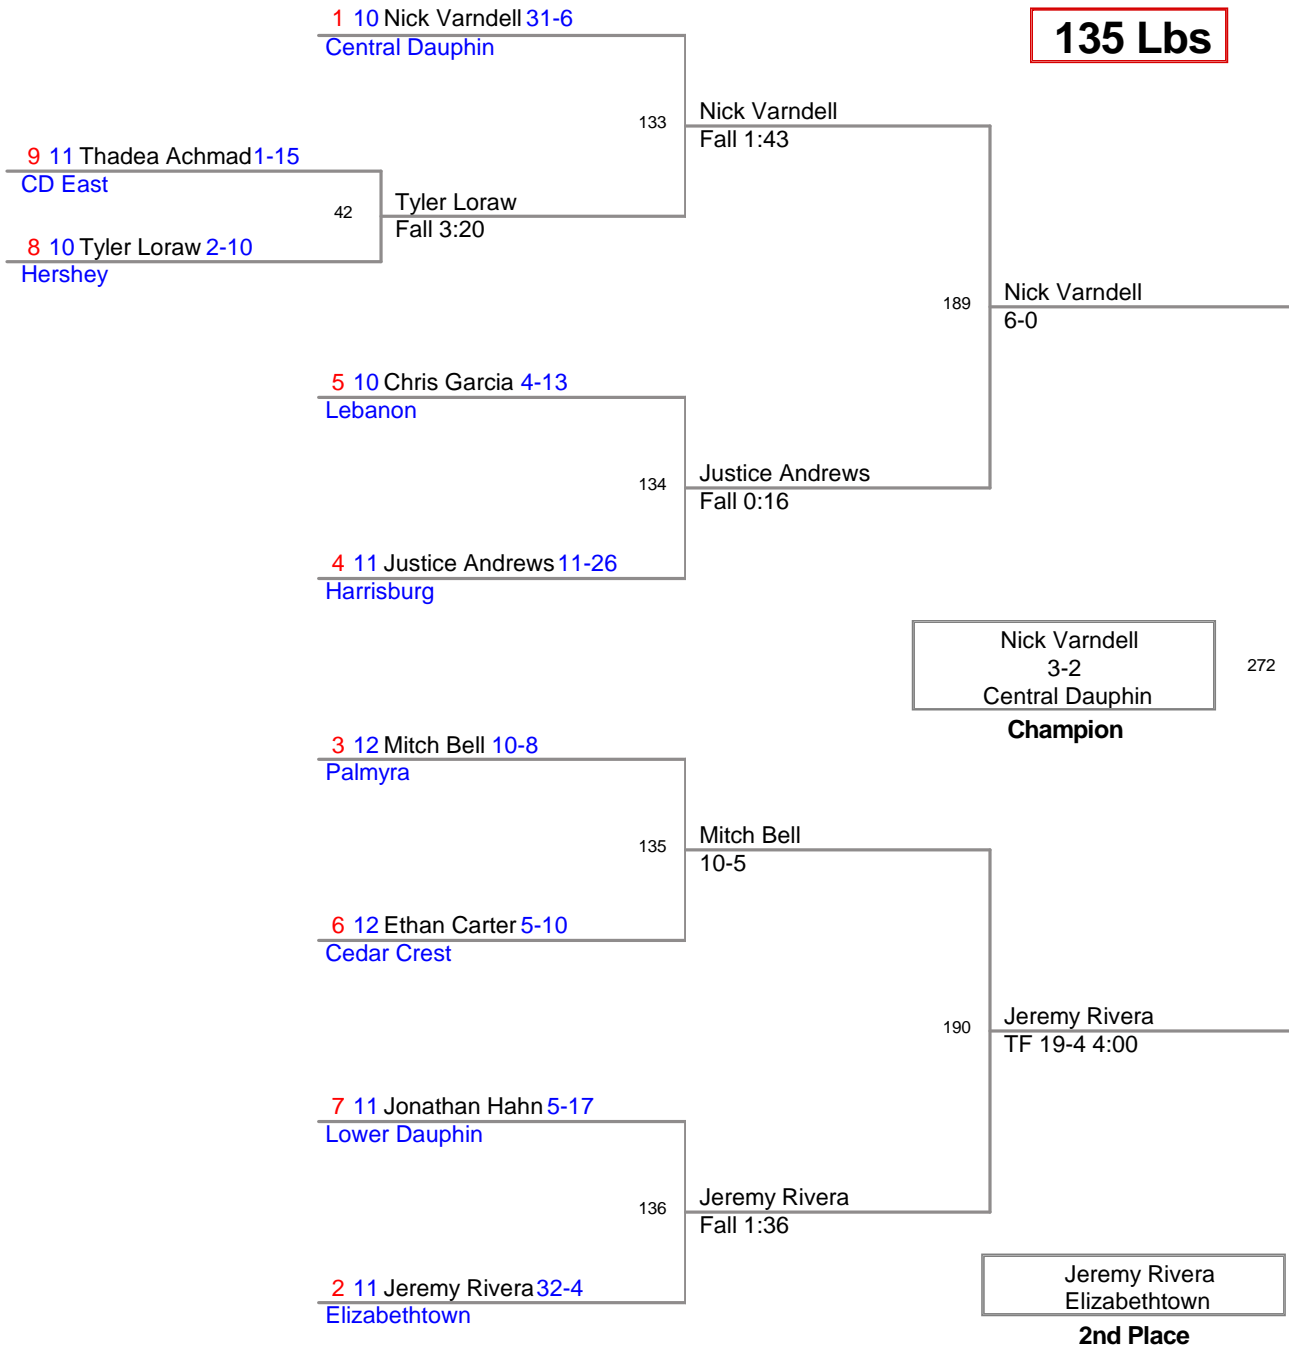 1 10 Nick Varndell 31-6
Central Dauphin
135 Lbs
133
Nick Varndell
Fall 1:43
9 11 Thadea Achmad 1-15
CD East
42
Tyler Loraw
Fall 3:20
8 10 Tyler Loraw 2-10
Hershey
189
Nick Varndell
6-0
5 10 Chris Garcia 4-13
Lebanon
134
Justice Andrews
Fall 0:16
4 11 Justice Andrews 11-26
Harrisburg
Nick Varndell
3-2
Central Dauphin
272
Champion
3 12 Mitch Bell 10-8
Palmyra
135
Mitch Bell
10-5
6 12 Ethan Carter 5-10
Cedar Crest
190
Jeremy Rivera
TF 19-4 4:00
7 11 Jonathan Hahn 5-17
Lower Dauphin
136
Jeremy Rivera
Fall 1:36
2 11 Jeremy Rivera 32-4
Elizabethtown
Jeremy Rivera
Elizabethtown
2nd Place